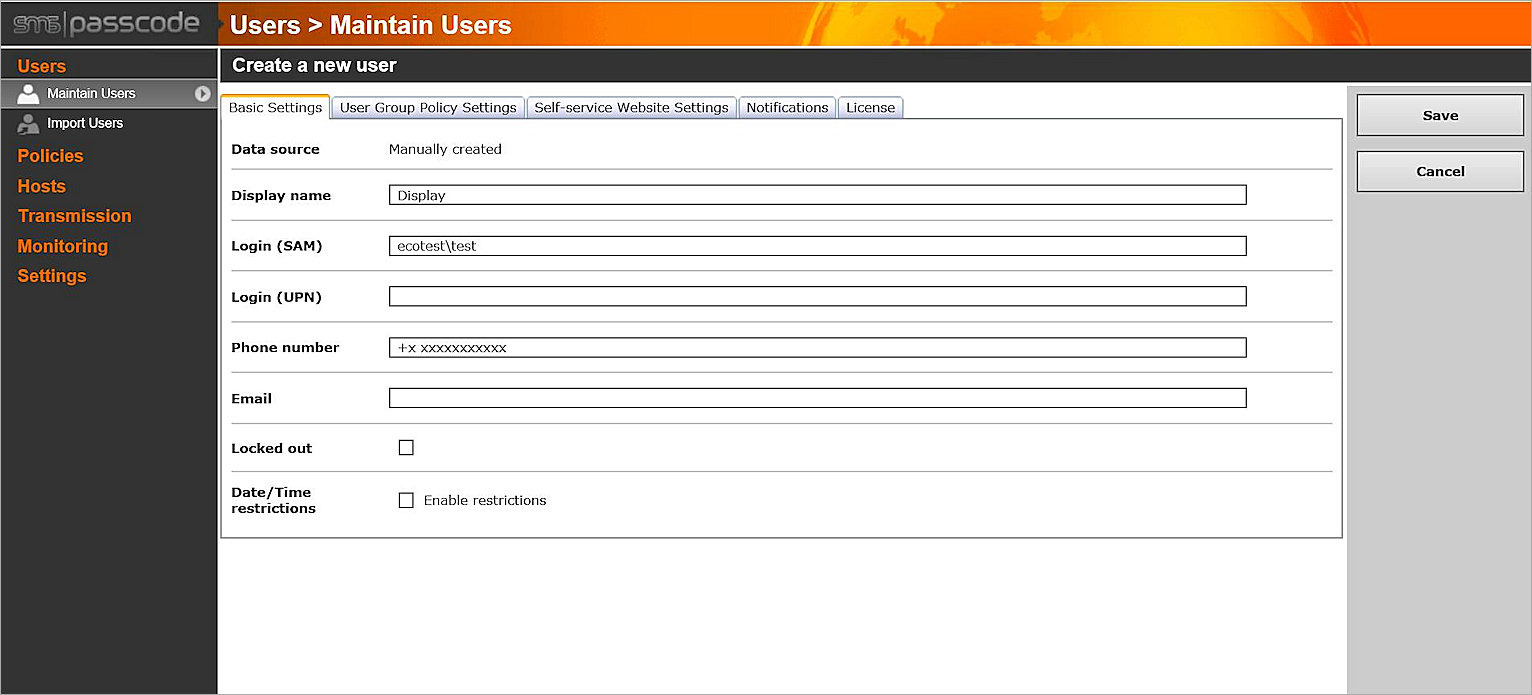 sms|passcode
Users > Maintain Users
Users
Maintain Users
Import Users
Policies
Hosts
Transmission
Monitoring
Settings
Create a new user
Basic Settings
User Group Policy Settings
Self-service Website Settings
Notifications
License
Data source
Manually created
Display name
Display
Login (SAM)
ecotest\test
Login (UPN)
Phone number
+x xxxxxxxxxxx
Email
Locked out
Date/Time
restrictions
Enable restrictions
Save
Cancel